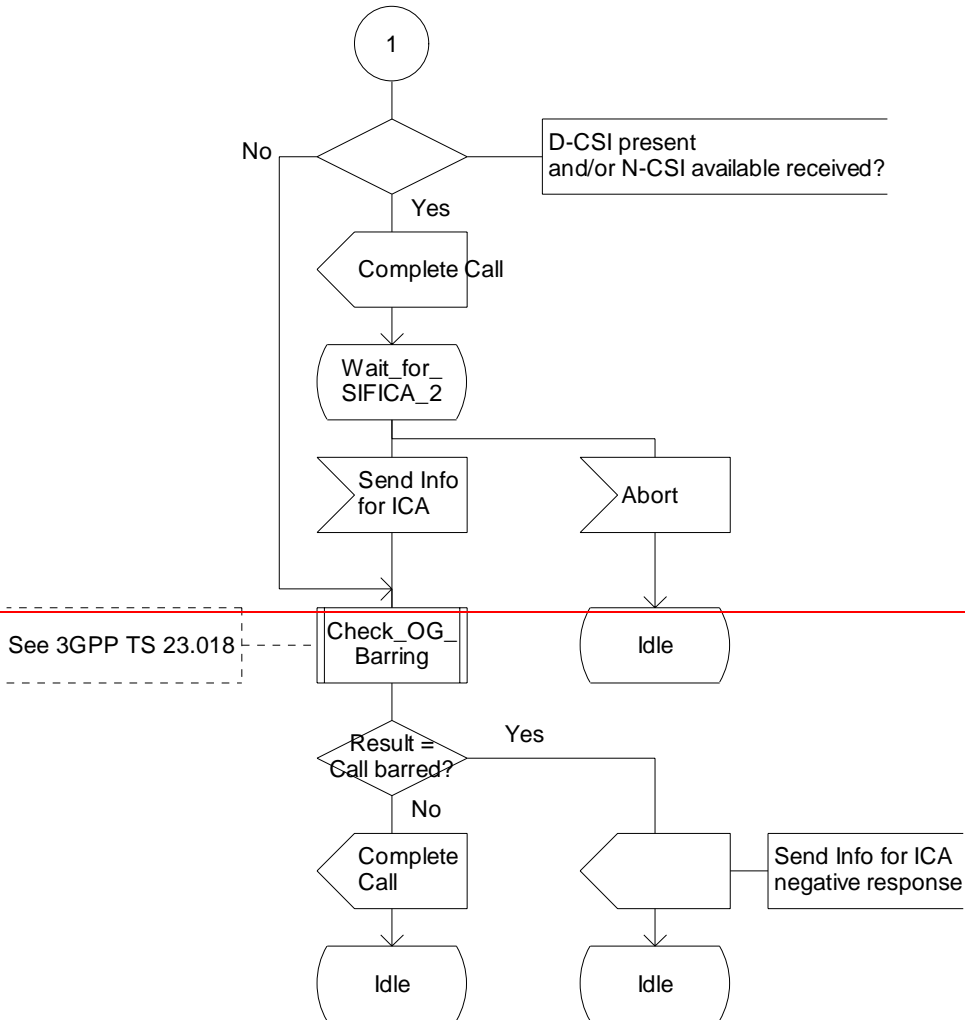 1
D-CSI present
and/or N-CSI available received?
No
Yes
Complete Call
Wait_for_
SIFICA_2
Send Info
for ICA
Abort
See 3GPP TS 23.018
Check_OG_
Barring
Idle
Result =
Call barred?
Yes
No
Complete
Call
Send Info for ICA
negative response
Idle
Idle